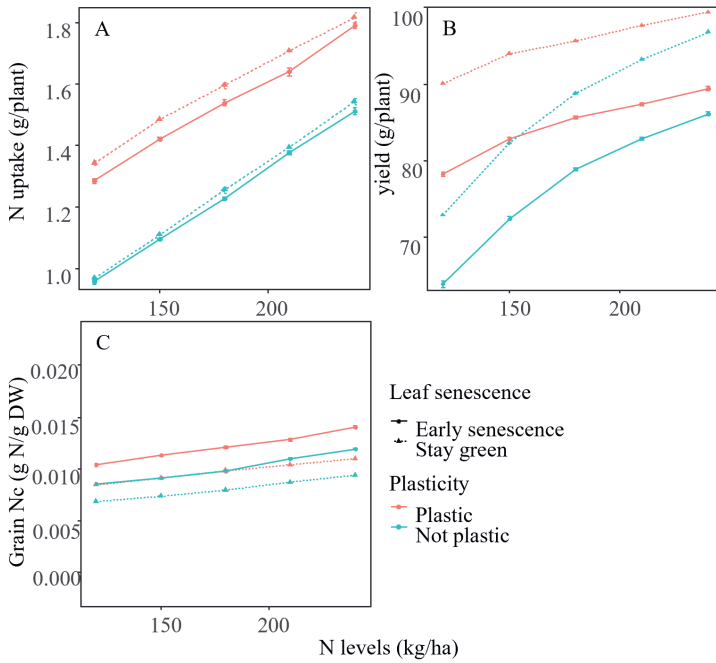 A
N uptake (g/plant)
1.8
1.6
1.4
1.2
1.0
150
200
B
yield (g/plant)
100
90
80
70
150
200
C
Grain Nc (g N/g DW)
0.020
0.015
0.010
0.005
0.000
150
200
N levels (kg/ha)
Leaf senescence
Early senescence
Stay green
Plasticity
Plastic
Not plastic